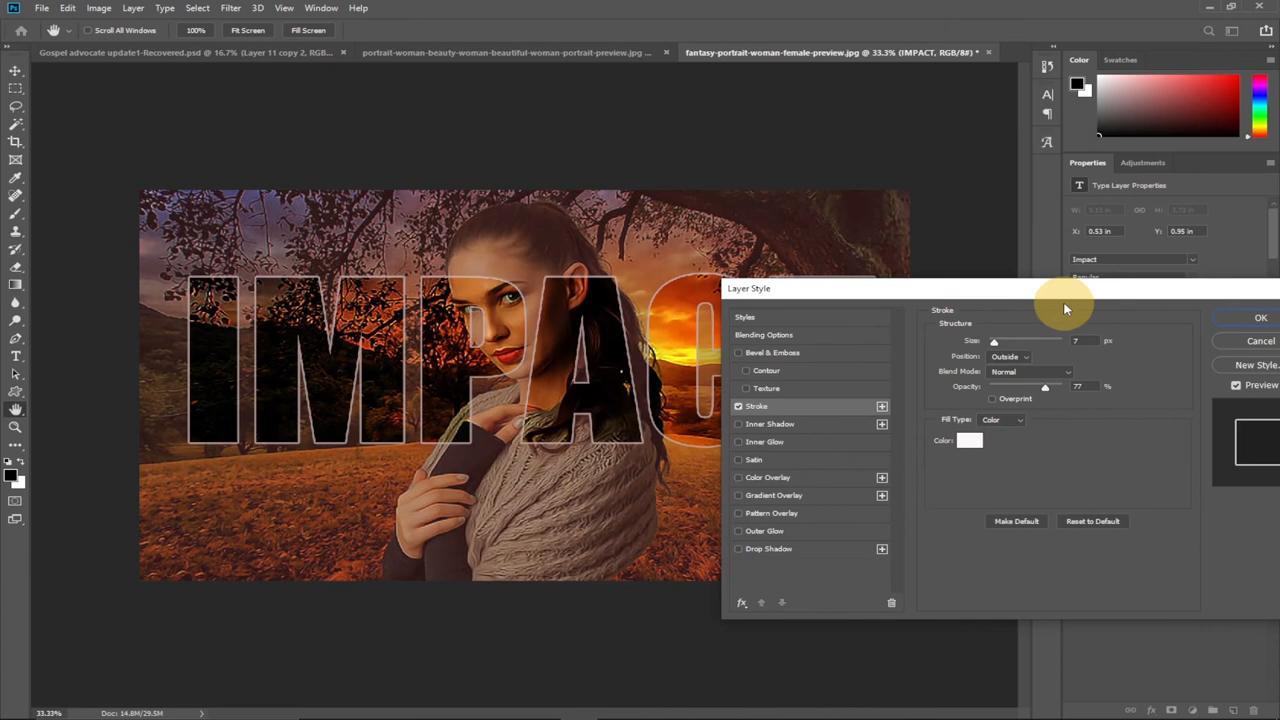 Ps File Edit Image Layer Type Select Filter 3D View Window Help
Scroll All Windows 100% Fit Screen Fill Screen
Gospel advocate update1-Recovered.psd @ 16.7% (Layer 11 copy 2, RGB... × portrait-woman-beauty-woman-beautiful-woman-portrait-preview.jpg ... × fantasy-portrait-woman-female-preview.jpg @ 33.3% (IMPACT, RGB/8#) * ×
Color Swatches
Properties Adjustments
Type Layer Properties
X: 0.53 in Y: 0.95 in
Impact
IMPAC
Layer Style
Styles
Blending Options
Bevel & Emboss
Contour
Texture
Stroke
Inner Shadow
Inner Glow
Satin
Color Overlay
Gradient Overlay
Pattern Overlay
Outer Glow
Drop Shadow
fx
Stroke
Structure
Size: 7 px
Position: Outside
Blend Mode: Normal
Opacity: 77 %
Overprint
Fill Type: Color
Color:
Make Default Reset to Default
OK
Cancel
New Style.
Preview
33.33% Doc: 14.8M/29.5M